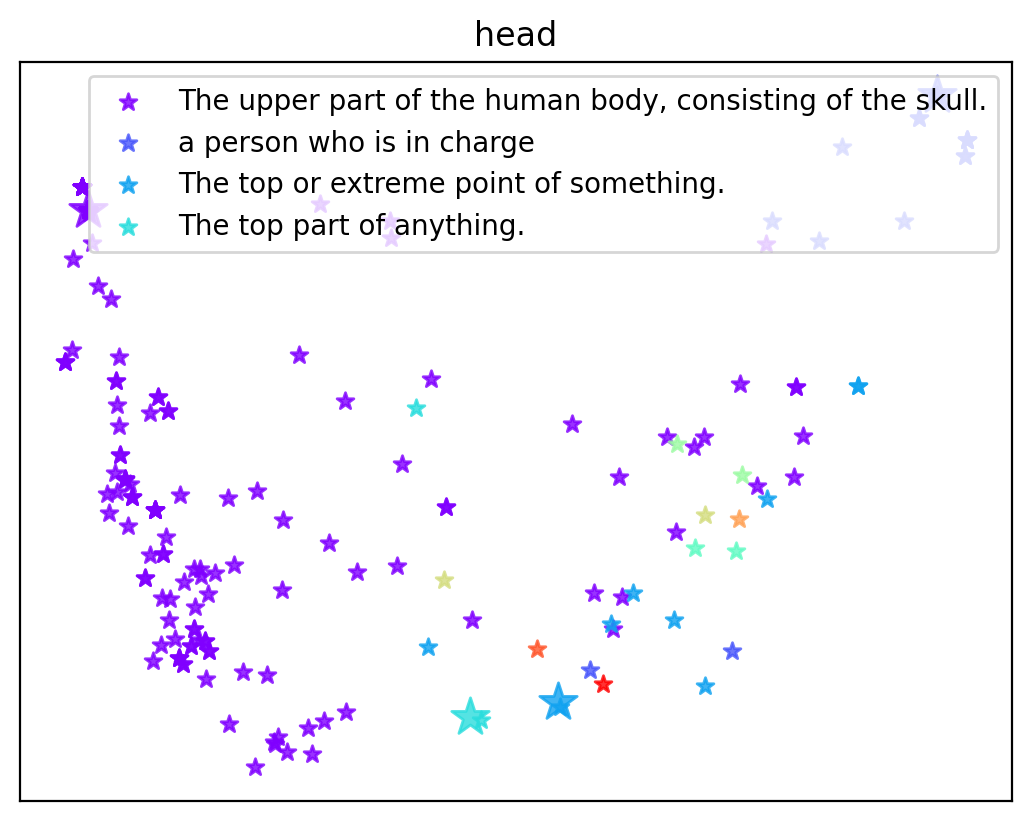 head
The upper part of the human body, consisting of the skull.
a person who is in charge
The top or extreme point of something.
The top part of anything.